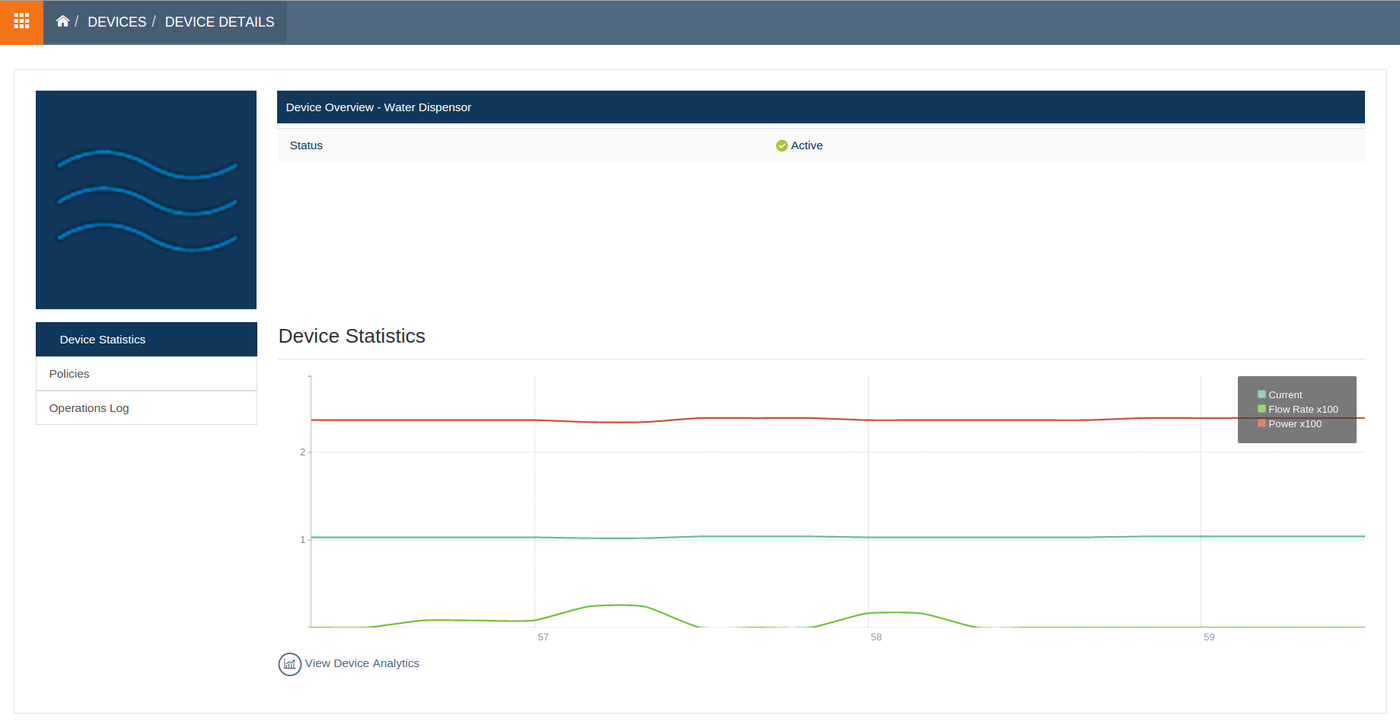 / DEVICES / DEVICE DETAILS
Device Overview - Water Dispensor
Status Active
Device Statistics
Policies
Operations Log
Device Statistics
Current
Flow Rate x100
Power x100
2
1
57 58 59
View Device Analytics